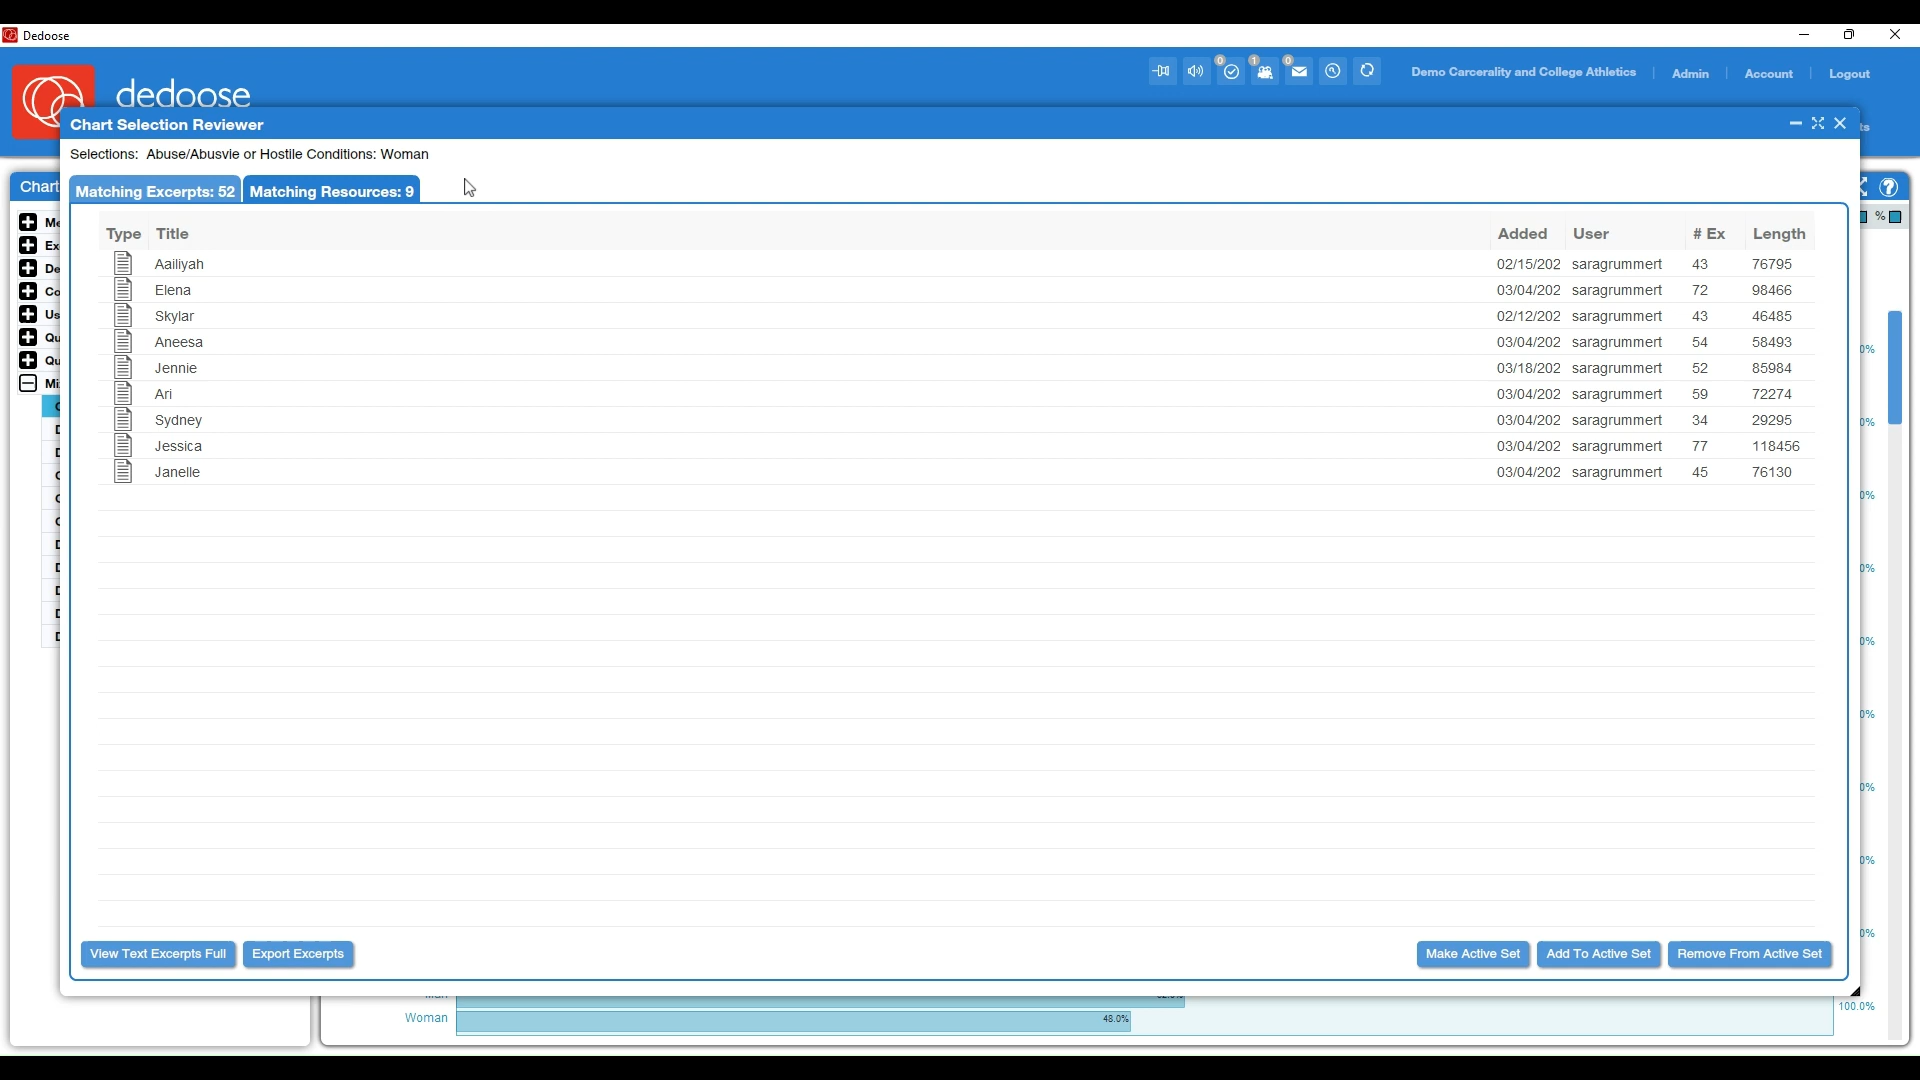 Dedoose
dedoose
0 1 0 Demo Carcerality and College Athletics Admin Account Logout
Chart Selection Reviewer
Selections: Abuse/Abusvie or Hostile Conditions: Woman
Chart
Matching Excerpts: 52 Matching Resources: 9
%
Type Title Added User # Ex Length
Aailiyah 02/15/202 saragrummert 43 76795
Elena 03/04/202 saragrummert 72 98466
Skylar 02/12/202 saragrummert 43 46485
Aneesa 03/04/202 saragrummert 54 58493
Jennie 03/18/202 saragrummert 52 85984
Ari 03/04/202 saragrummert 59 72274
Sydney 03/04/202 saragrummert 34 29295
Jessica 03/04/202 saragrummert 77 118456
Janelle 03/04/202 saragrummert 45 76130
View Text Excerpts Full Export Excerpts Make Active Set Add To Active Set Remove From Active Set
100.0%
Woman 48.0%